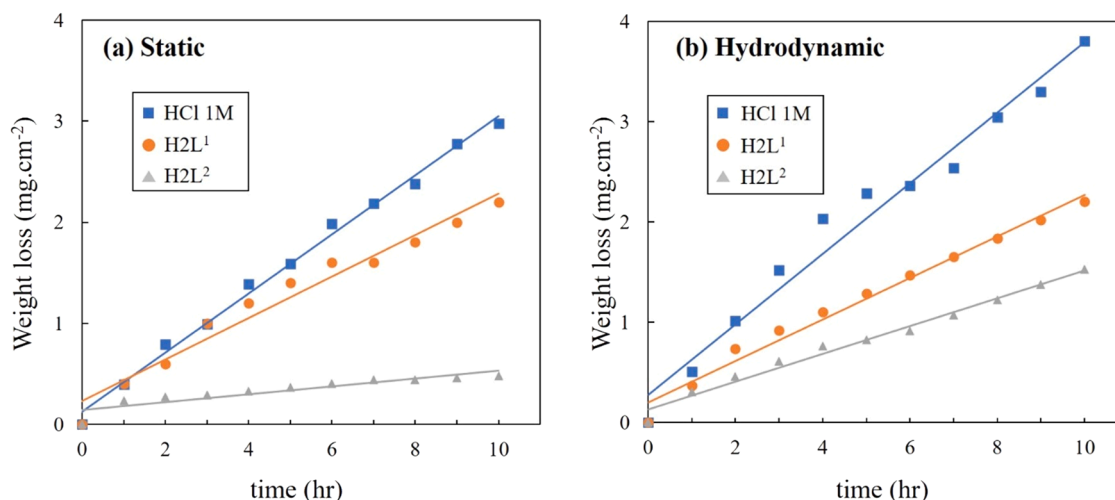 (a) Static
HCl 1M
H2L¹
H2L²
Weight loss (mg.cm⁻²)
4
3
2
1
0
0 2 4 6 8 10
time (hr)
(b) Hydrodynamic
HCl 1M
H2L¹
H2L²
Weight loss (mg.cm⁻²)
4
3
2
1
0
0 2 4 6 8 10
time (hr)